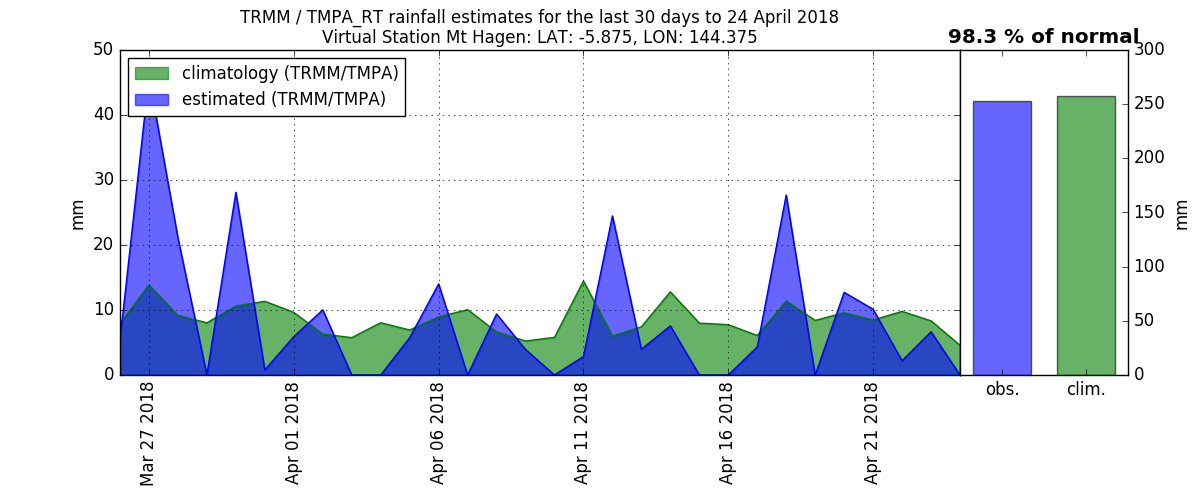 TRMM / TMPA_RT rainfall estimates for the last 30 days to 24 April 2018
Virtual Station Mt Hagen: LAT: -5.875, LON: 144.375
98.3 % of normal
climatology (TRMM/TMPA)
estimated (TRMM/TMPA)
50
40
30
20
10
0
mm
Mar 27 2018
Apr 01 2018
Apr 06 2018
Apr 11 2018
Apr 16 2018
Apr 21 2018
obs.
clim.
300
250
200
150
100
50
0
mm